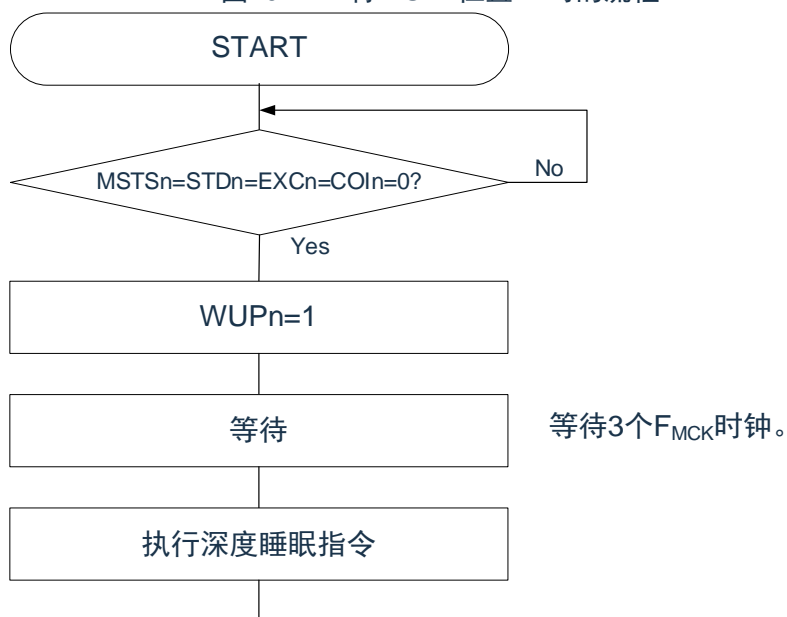 START
MSTSn=STDn=EXCn=COIn=0?
No
Yes
WUPn=1
等待
等待3个FMCK时钟。
执行深度睡眠指令